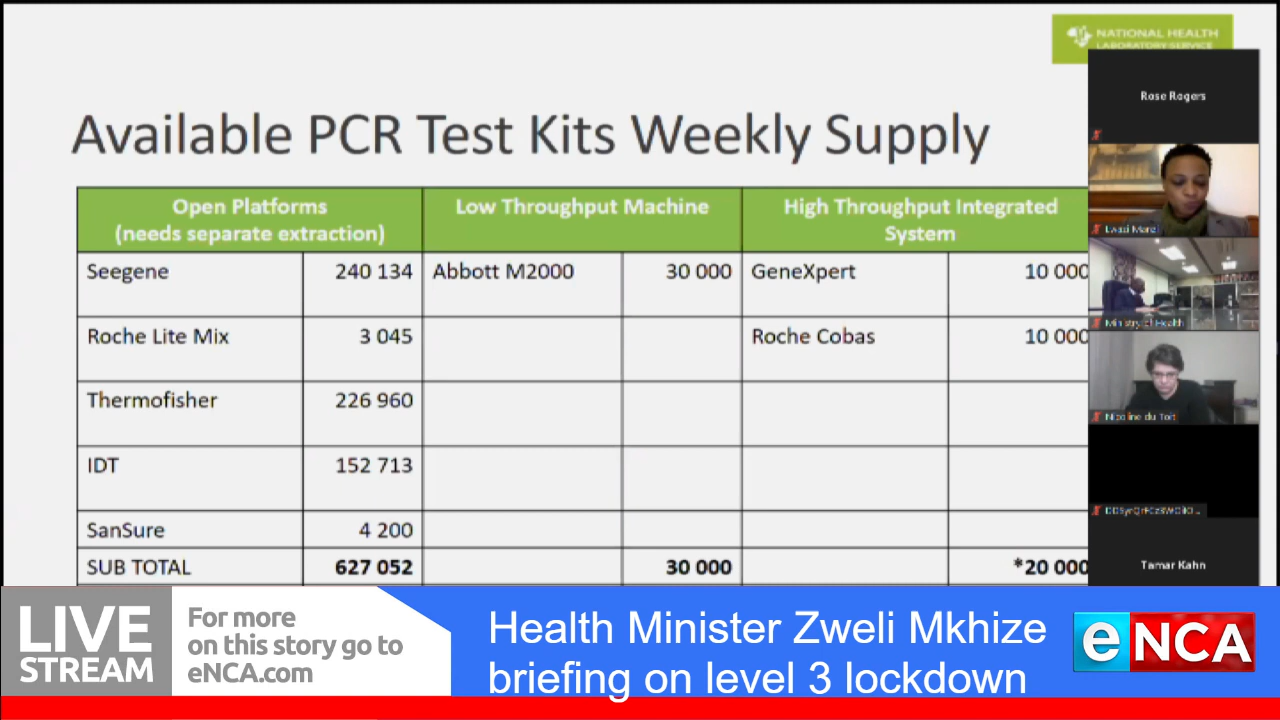 NATIONAL HEALTH
LABORATORY SERVICE
Available PCR Test Kits Weekly Supply
Open Platforms
(needs separate extraction)
Low Throughput Machine
High Throughput Integrated
System
Seegene 240 134 Abbott M2000 30 000 GeneXpert 10 000
Roche Lite Mix 3 045 Roche Cobas 10 000
Thermofisher 226 960
IDT 152 713
SanSure 4 200
SUB TOTAL 627 052 30 000 *20 000
Rose Rogers
Ministry of Health
Nicoline du Toit
Tamar Kahn
LIVE
STREAM
For more
on this story go to
eNCA.com
Health Minister Zweli Mkhize
briefing on level 3 lockdown
eNCA